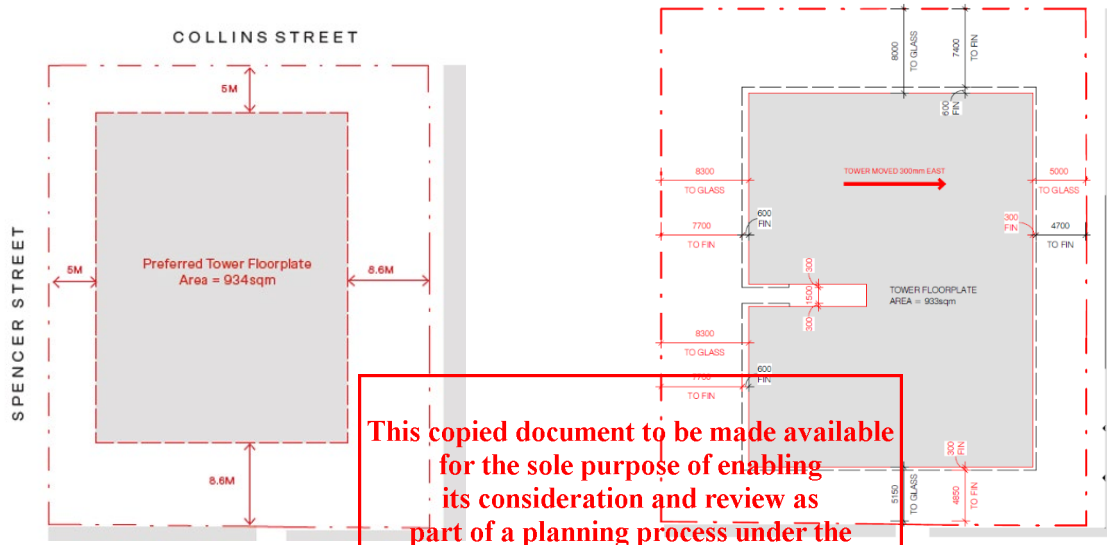 COLLINS STREET
5M
SPENCER STREET
Preferred Tower Floorplate
Area = 934sqm
5M
8.6M
8.6M
8000
TO GLASS
7400
TO FIN
600
FIN
8300
TO GLASS
TOWER MOVED 300mm EAST
5000
TO GLASS
7700
TO FIN
600
FIN
300
FIN
4700
TO FIN
300
1500
300
TOWER FLOORPLATE
AREA = 933sqm
8300
TO GLASS
7700
TO FIN
600
FIN
300
FIN
5150
TO GLASS
4850
TO FIN
This copied document to be made available
for the sole purpose of enabling
its consideration and review as
part of a planning process under the